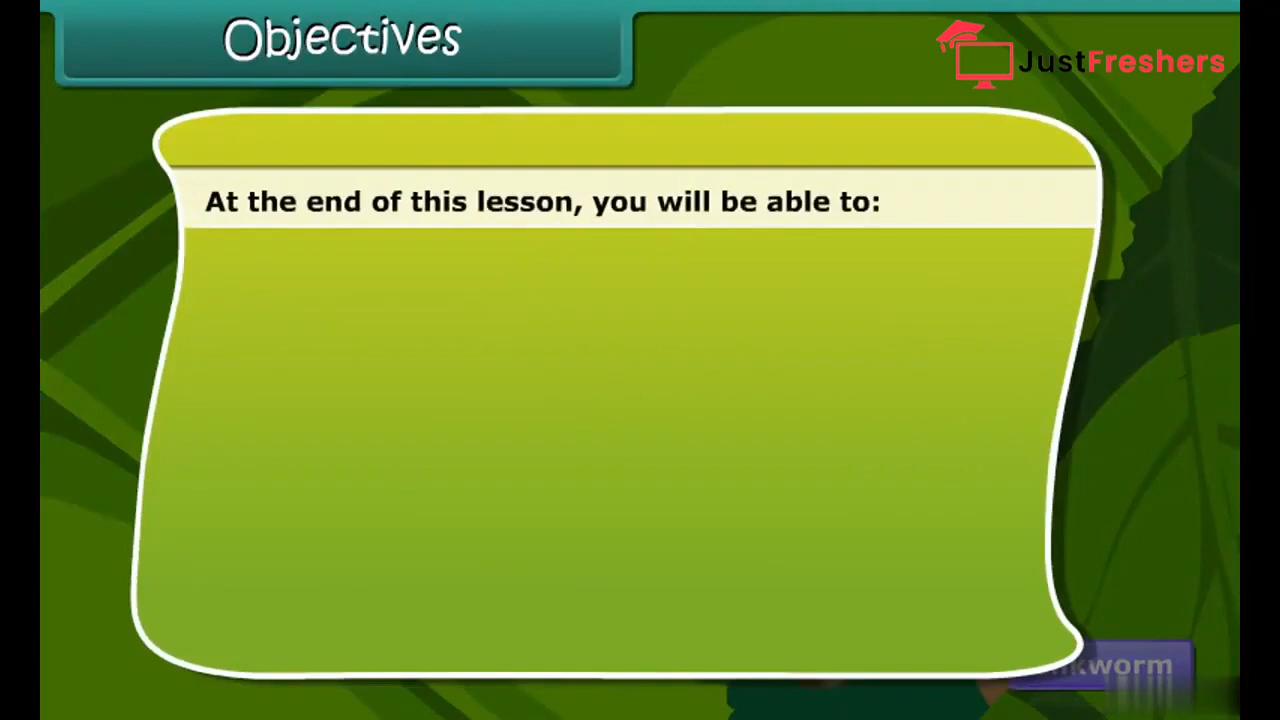 Objectives
JustFreshers
At the end of this lesson, you will be able to: